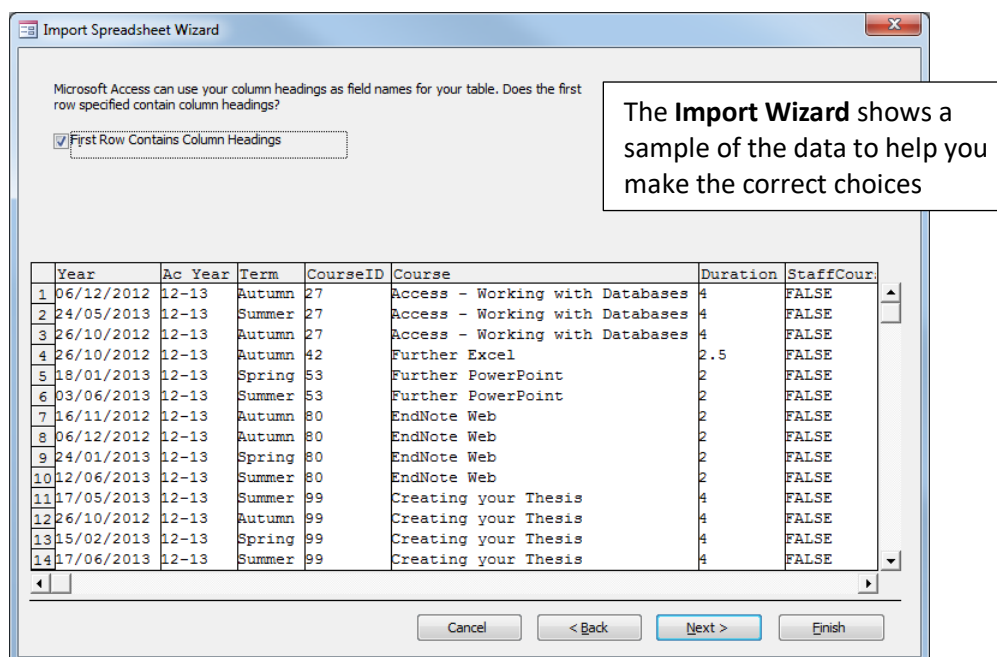 Import Spreadsheet Wizard
Microsoft Access can use your column headings as field names for your table. Does the first
row specified contain column headings?
First Row Contains Column Headings
The Import Wizard shows a
sample of the data to help you
make the correct choices
Year Ac Year Term CourseID Course Duration StaffCour
1 06/12/2012 12-13 Autumn 27 Access - Working with Databases 4 FALSE
2 24/05/2013 12-13 Summer 27 Access - Working with Databases 4 FALSE
3 26/10/2012 12-13 Autumn 27 Access - Working with Databases 4 FALSE
4 26/10/2012 12-13 Autumn 42 Further Excel 2.5 FALSE
5 18/01/2013 12-13 Spring 53 Further PowerPoint 2 FALSE
6 03/06/2013 12-13 Summer 53 Further PowerPoint 2 FALSE
7 16/11/2012 12-13 Autumn 80 EndNote Web 2 FALSE
8 06/12/2012 12-13 Autumn 80 EndNote Web 2 FALSE
9 24/01/2013 12-13 Spring 80 EndNote Web 2 FALSE
10 12/06/2013 12-13 Summer 80 EndNote Web 2 FALSE
11 17/05/2013 12-13 Summer 99 Creating your Thesis 4 FALSE
12 26/10/2012 12-13 Autumn 99 Creating your Thesis 4 FALSE
13 15/02/2013 12-13 Spring 99 Creating your Thesis 4 FALSE
14 17/06/2013 12-13 Summer 99 Creating your Thesis 4 FALSE
Cancel < Back Next > Finish